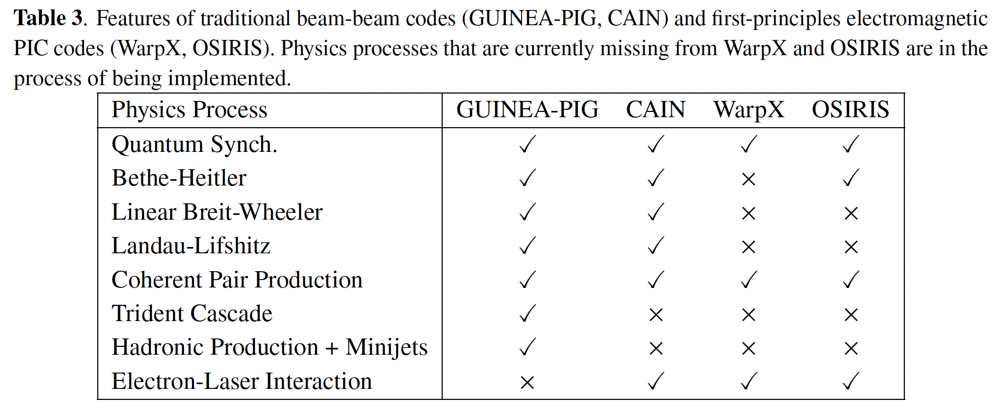 Table 3. Features of traditional beam-beam codes (GUINEA-PIG, CAIN) and first-principles electromagnetic
PIC codes (WarpX, OSIRIS). Physics processes that are currently missing from WarpX and OSIRIS are in the
process of being implemented.
Physics Process GUINEA-PIG CAIN WarpX OSIRIS
Quantum Synch. ✓ ✓ ✓ ✓
Bethe-Heitler ✓ ✓ × ✓
Linear Breit-Wheeler ✓ ✓ × ×
Landau-Lifshitz ✓ ✓ × ×
Coherent Pair Production ✓ ✓ ✓ ✓
Trident Cascade ✓ × × ×
Hadronic Production + Minijets ✓ × × ×
Electron-Laser Interaction × ✓ ✓ ✓